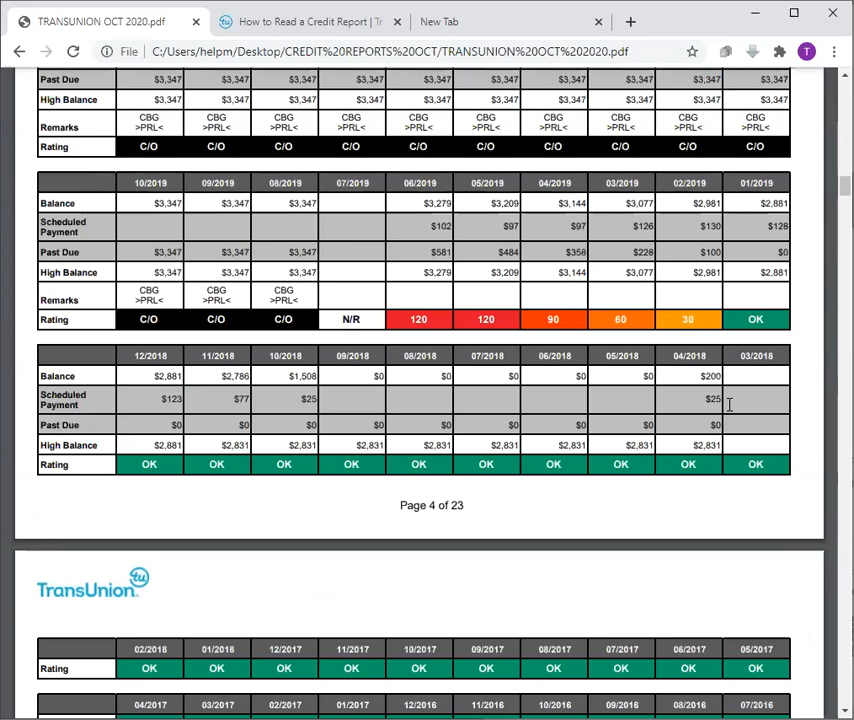 TRANSUNION OCT 2020.pdf
How to Read a Credit Report | Tr
New Tab
File
C:/Users/helpm/Desktop/CREDIT%20REPORTS%20OCT/TRANSUNION%20OCT%202020.pdf
T
Past Due $3,347 $3,347 $3,347 $3,347 $3,347 $3,347 $3,347 $3,347 $3,347 $3,347
High Balance $3,347 $3,347 $3,347 $3,347 $3,347 $3,347 $3,347 $3,347 $3,347 $3,347
CBG CBG CBG CBG CBG CBG CBG CBG CBG CBG
Remarks >PRL< >PRL< >PRL< >PRL< >PRL< >PRL< >PRL< >PRL< >PRL< >PRL<
Rating C/O C/O C/O C/O C/O C/O C/O C/O C/O C/O
10/2019 09/2019 08/2019 07/2019 06/2019 05/2019 04/2019 03/2019 02/2019 01/2019
Balance $3,347 $3,347 $3,347 $3,279 $3,209 $3,144 $3,077 $2,981 $2,881
Scheduled
Payment $102 $97 $97 $126 $130 $128
Past Due $3,347 $3,347 $3,347 $581 $484 $358 $228 $100 $0
High Balance $3,347 $3,347 $3,347 $3,279 $3,209 $3,144 $3,077 $2,981 $2,881
CBG CBG CBG
Remarks >PRL< >PRL< >PRL<
Rating C/O C/O C/O N/R 120 120 90 60 30 OK
12/2018 11/2018 10/2018 09/2018 08/2018 07/2018 06/2018 05/2018 04/2018 03/2018
Balance $2,881 $2,786 $1,508 $0 $0 $0 $0 $0 $200
Scheduled
Payment $123 $77 $25 $25
Past Due $0 $0 $0 $0 $0 $0 $0 $0 $0
High Balance $2,881 $2,831 $2,831 $2,831 $2,831 $2,831 $2,831 $2,831 $2,831
Rating OK OK OK OK OK OK OK OK OK OK
Page 4 of 23
tu
TransUnion
02/2018 01/2018 12/2017 11/2017 10/2017 09/2017 08/2017 07/2017 06/2017 05/2017
Rating OK OK OK OK OK OK OK OK OK OK
04/2017 03/2017 02/2017 01/2017 12/2016 11/2016 10/2016 09/2016 08/2016 07/2016